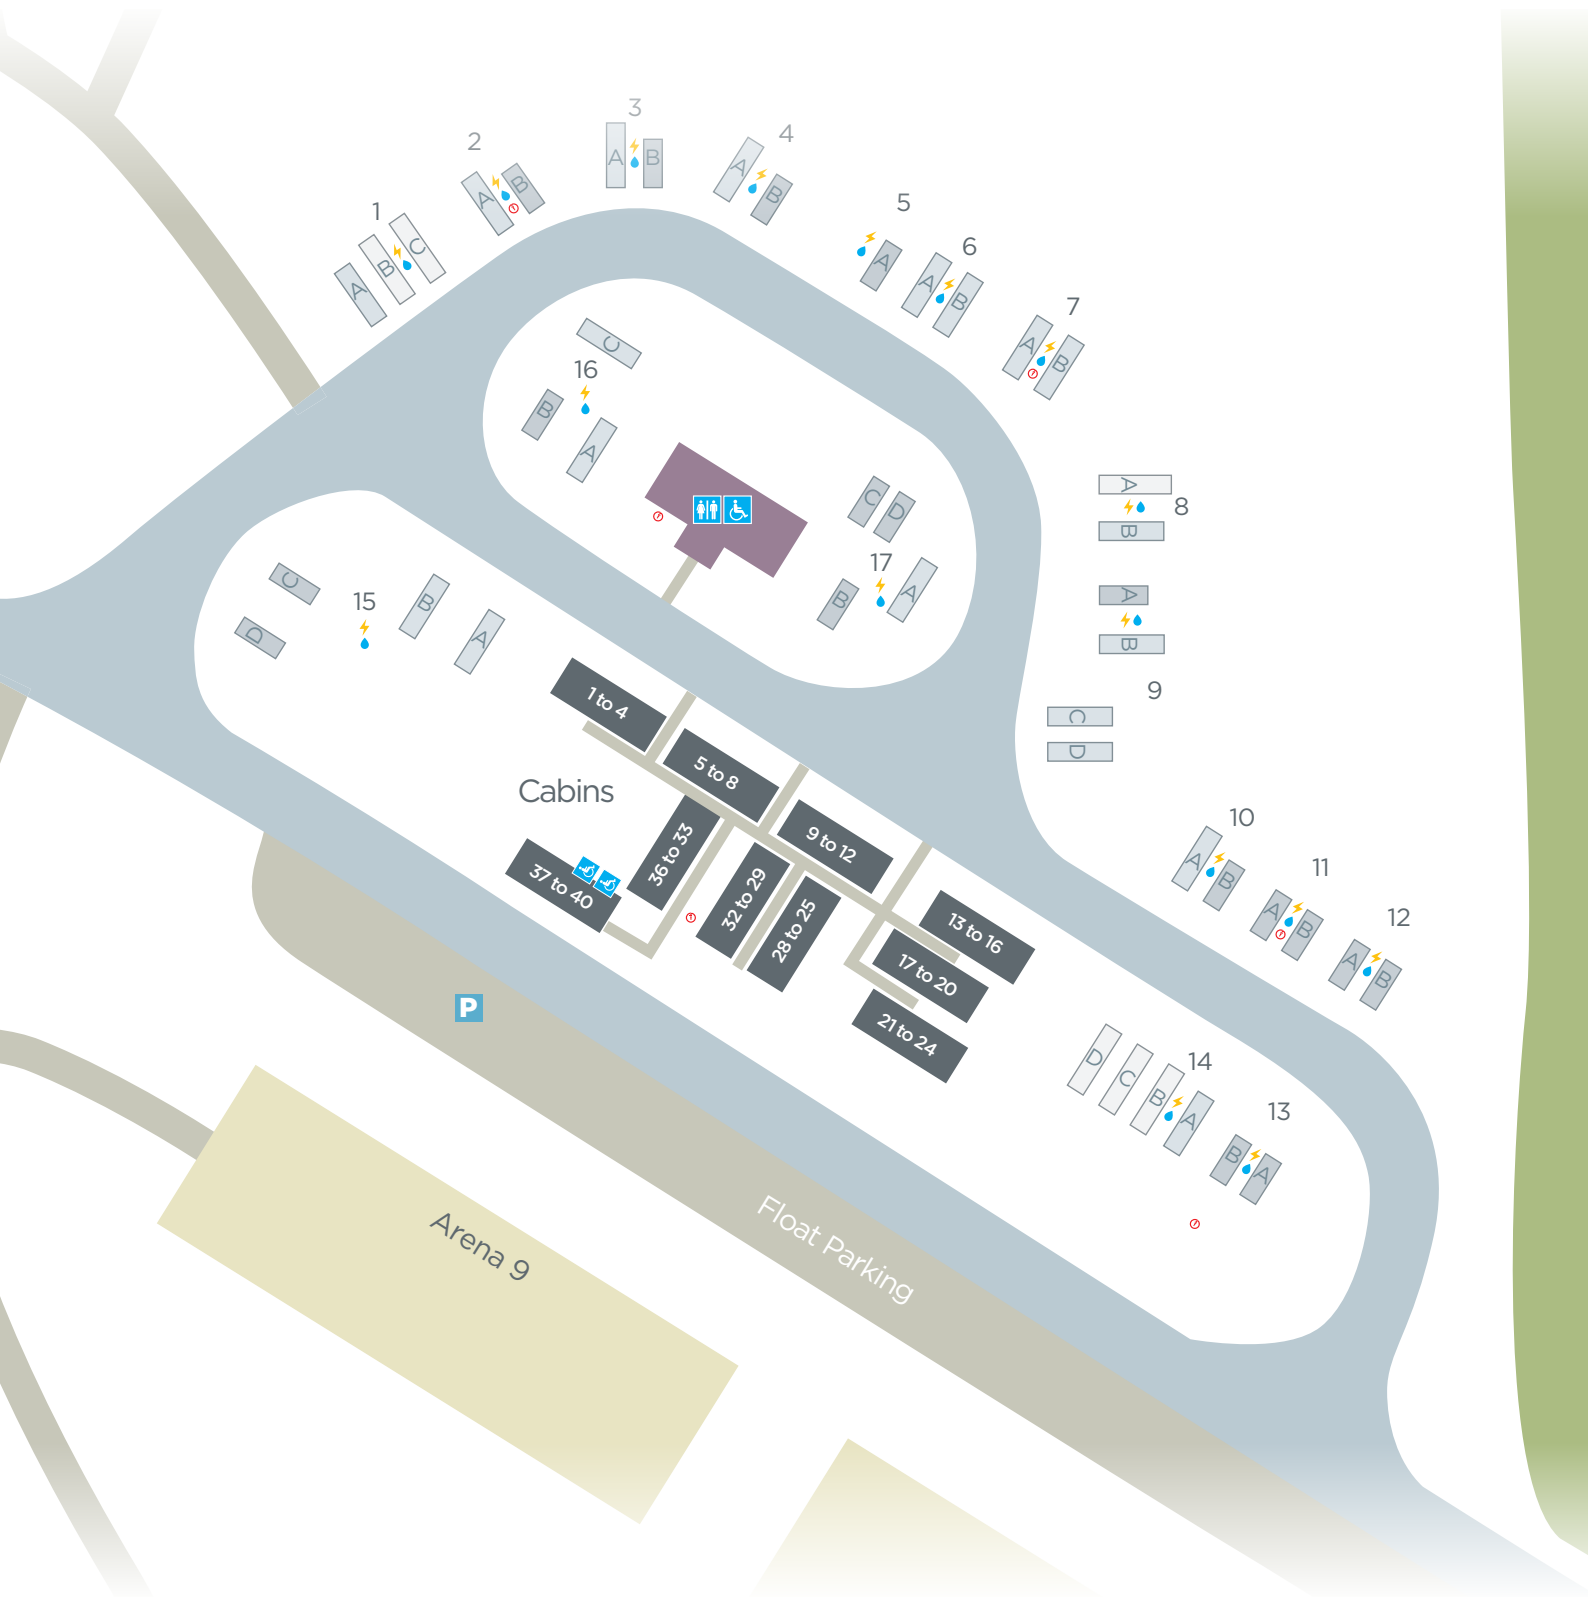 3
4
2
A
B
A
B
A
B
5
1
6
C
B
A
A
A
B
7
A
B
C
16
B
A
A
8
B
C
D
17
A
B
A
B
C
D
15
B
A
9
C
D
1 to 4
5 to 8
Cabins
9 to 12
36 to 33
37 to 40
32 to 29
28 to 25
13 to 16
17 to 20
21 to 24
10
A
B
11
A
B
12
A
B
P
14
D
C
B
A
13
B
A
Float Parking
Arena 9